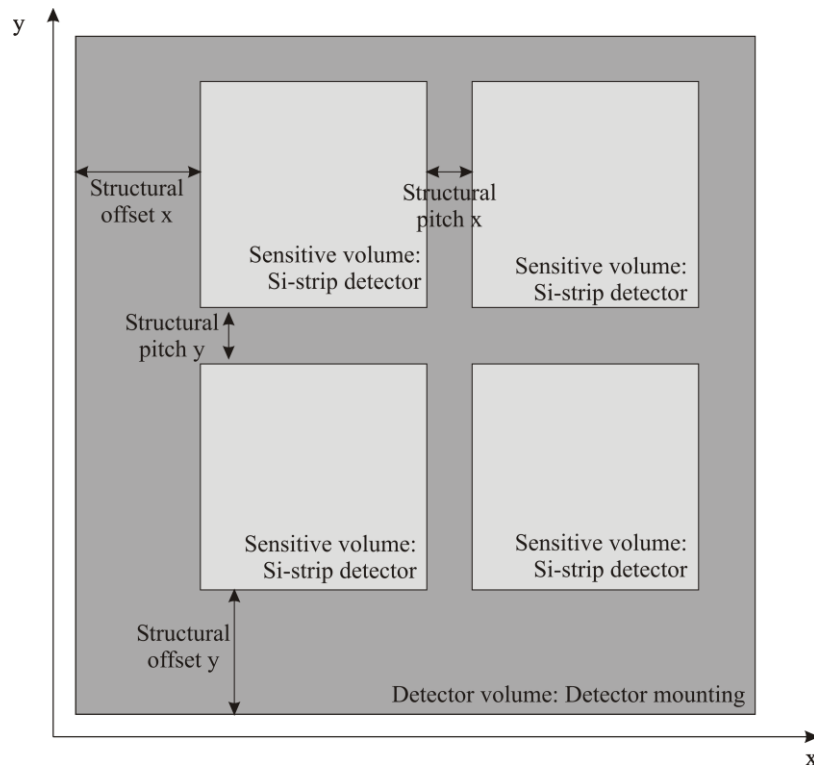 y
Structural
offset x
Structural
pitch x
Sensitive volume:
Si-strip detector
Sensitive volume:
Si-strip detector
Structural
pitch y
Sensitive volume:
Si-strip detector
Sensitive volume:
Si-strip detector
Structural
offset y
Detector volume: Detector mounting
x